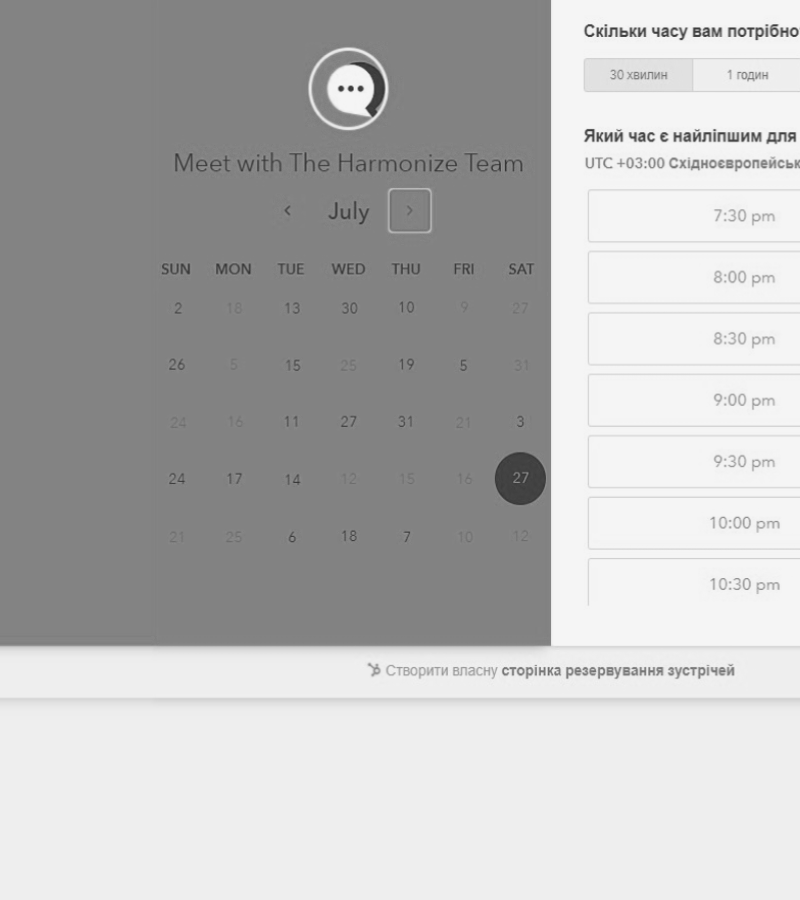 Meet with The Harmonize Team
July
SUN MON TUE WED THU FRI SAT
2 18 13 30 10 9 27
26 5 15 25 19 5 31
24 16 11 27 31 21 3
24 17 14 12 15 16 27
21 25 6 18 7 10 12
Скільки часу вам потрібно
30 хвилин 1 годин
Який час є найліпшим для
UTC +03:00 Східноєвропейськ
7:30 pm
8:00 pm
8:30 pm
9:00 pm
9:30 pm
10:00 pm
10:30 pm
Створити власну сторінка резервування зустрічей